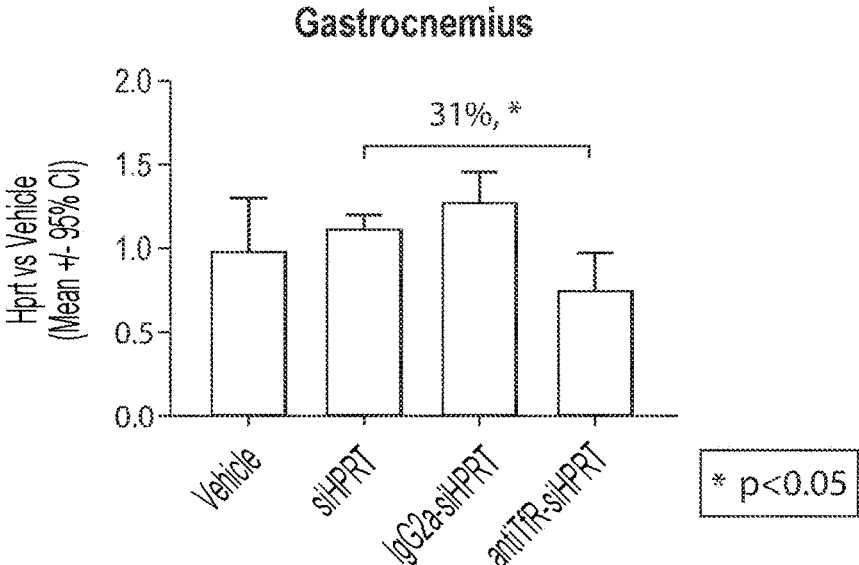 Gastrocnemius
Hprt vs Vehicle
(Mean +/- 95% CI)
2.0
1.5
1.0
0.5
0.0
31%, *
Vehicle
siHPRT
IgG2a-siHPRT
antiTfR-siHPRT
* p<0.05